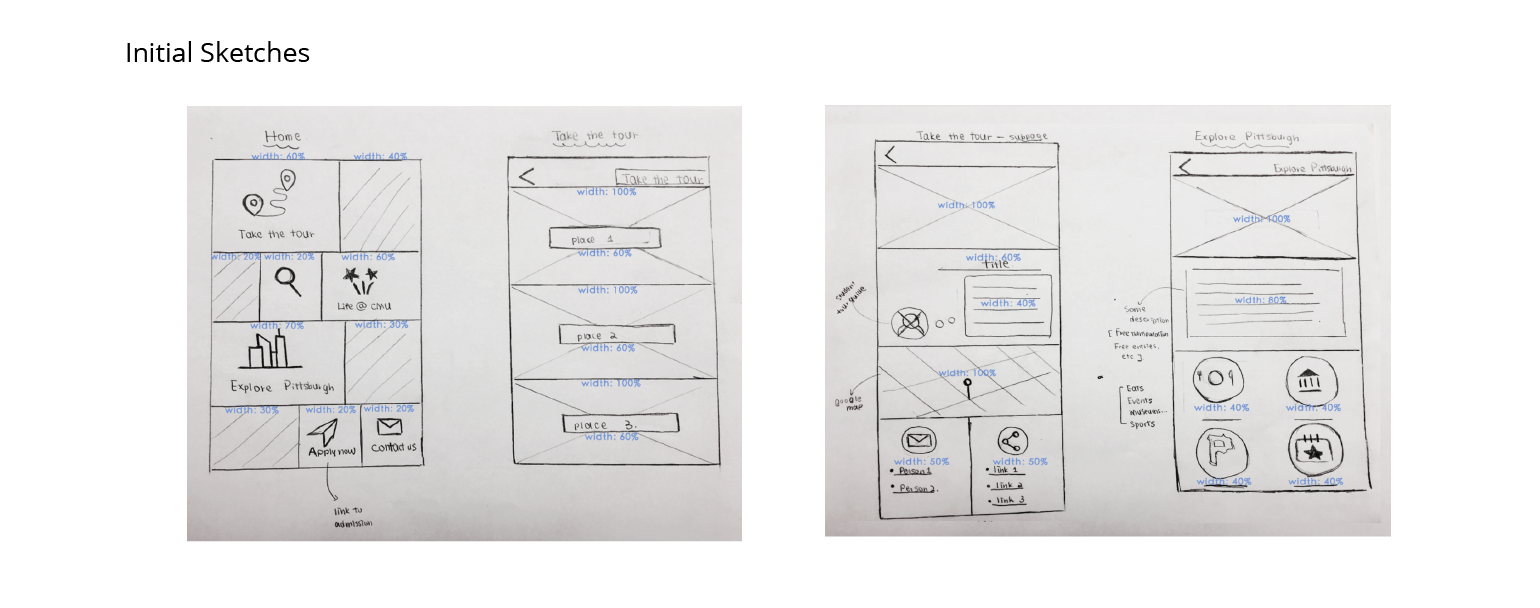 Initial Sketches
Home
width: 60%
width: 40%
Take the tour
width: 20%
width: 20%
width: 60%
Life @ CMU
width: 70%
width: 30%
Explore Pittsburgh
width: 30%
width: 20%
width: 20%
Apply now
Contact us
link to
admission
Take the tour
Take the tour
width: 100%
place 1
width: 60%
width: 100%
place 2
width: 60%
width: 100%
place 3.
width: 60%
Take the tour - subpage
width: 100%
width: 60%
title
student
tour guide
width: 40%
width: 100%
Google
map
width: 50%
width: 50%
Person 1
Person 2.
link 1
link 2
link 3
Explore Pittsburgh
Explore Pittsburgh
width: 100%
width: 80%
Some
description
Free events,
etc ]
Eats
Events
Museums...
Sports
width: 40%
width: 40%
width: 40%
width: 40%